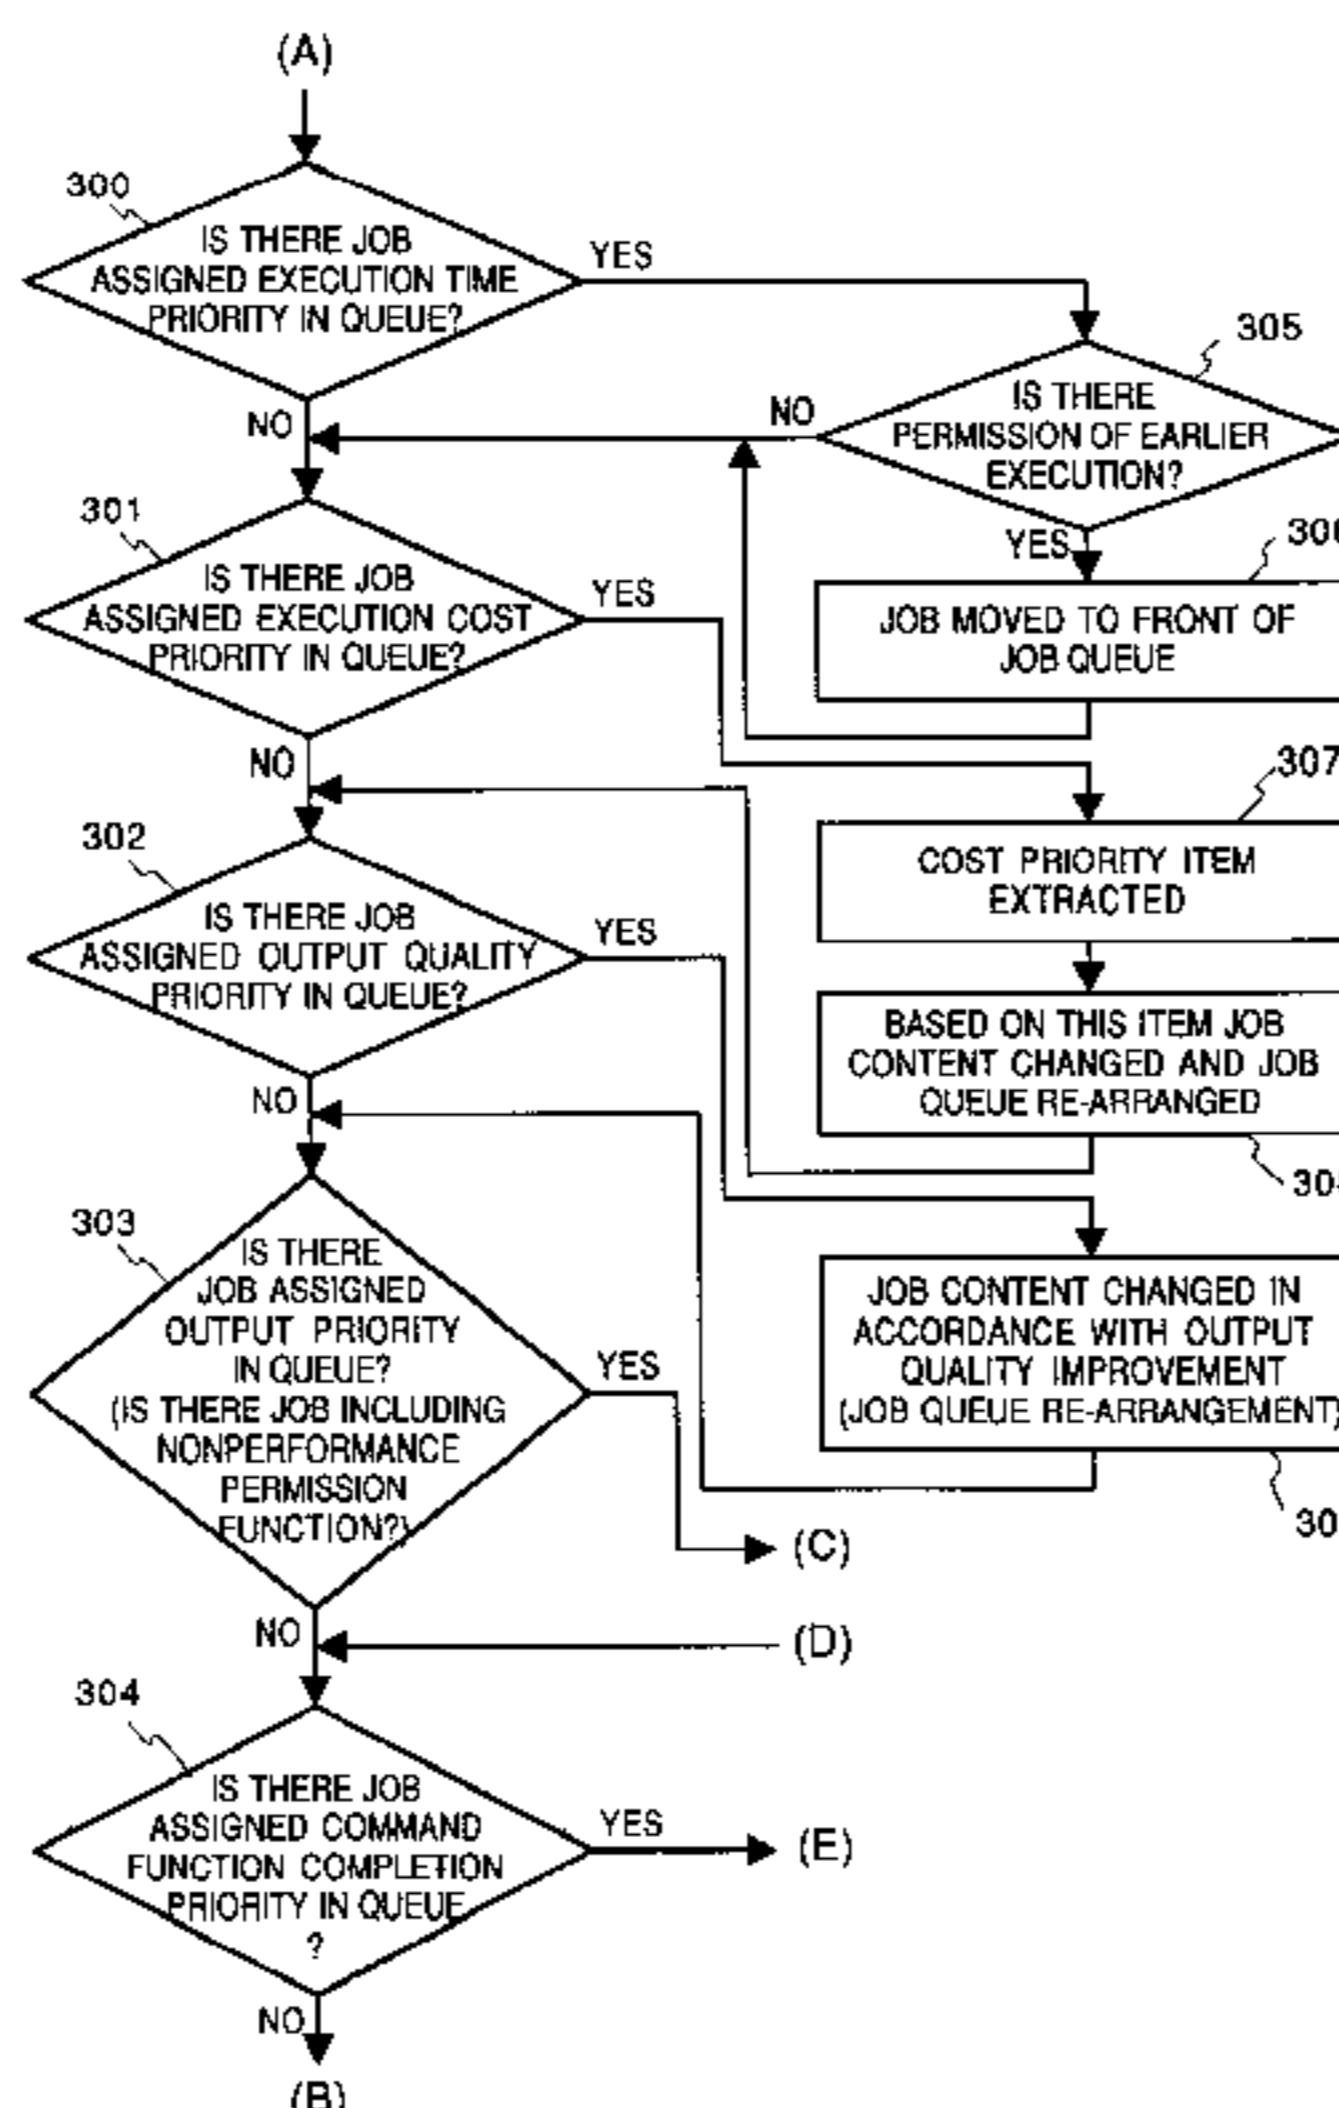 (A)
300
IS THERE JOB
ASSIGNED EXECUTION TIME
PRIORITY IN QUEUE?
YES
NO
305
IS THERE
PERMISSION OF EARLIER
EXECUTION?
NO
YES
JOB MOVED TO FRONT OF
JOB QUEUE
301
IS THERE JOB
ASSIGNED EXECUTION COST
PRIORITY IN QUEUE?
YES
NO
307
COST PRIORITY ITEM
EXTRACTED
BASED ON THIS ITEM JOB
CONTENT CHANGED AND JOB
QUEUE RE-ARRANGED
302
IS THERE JOB
ASSIGNED OUTPUT QUALITY
PRIORITY IN QUEUE?
YES
NO
JOB CONTENT CHANGED IN
ACCORDANCE WITH OUTPUT
QUALITY IMPROVEMENT
(JOB QUEUE RE-ARRANGEMENT)
303
IS THERE
JOB ASSIGNED
OUTPUT PRIORITY
IN QUEUE?
(IS THERE JOB INCLUDING
NONPERFORMANCE
PERMISSION
FUNCTION?)
YES
(C)
NO
(D)
304
IS THERE JOB
ASSIGNED COMMAND
FUNCTION COMPLETION
PRIORITY IN QUEUE
?
YES
(E)
NO
(B)